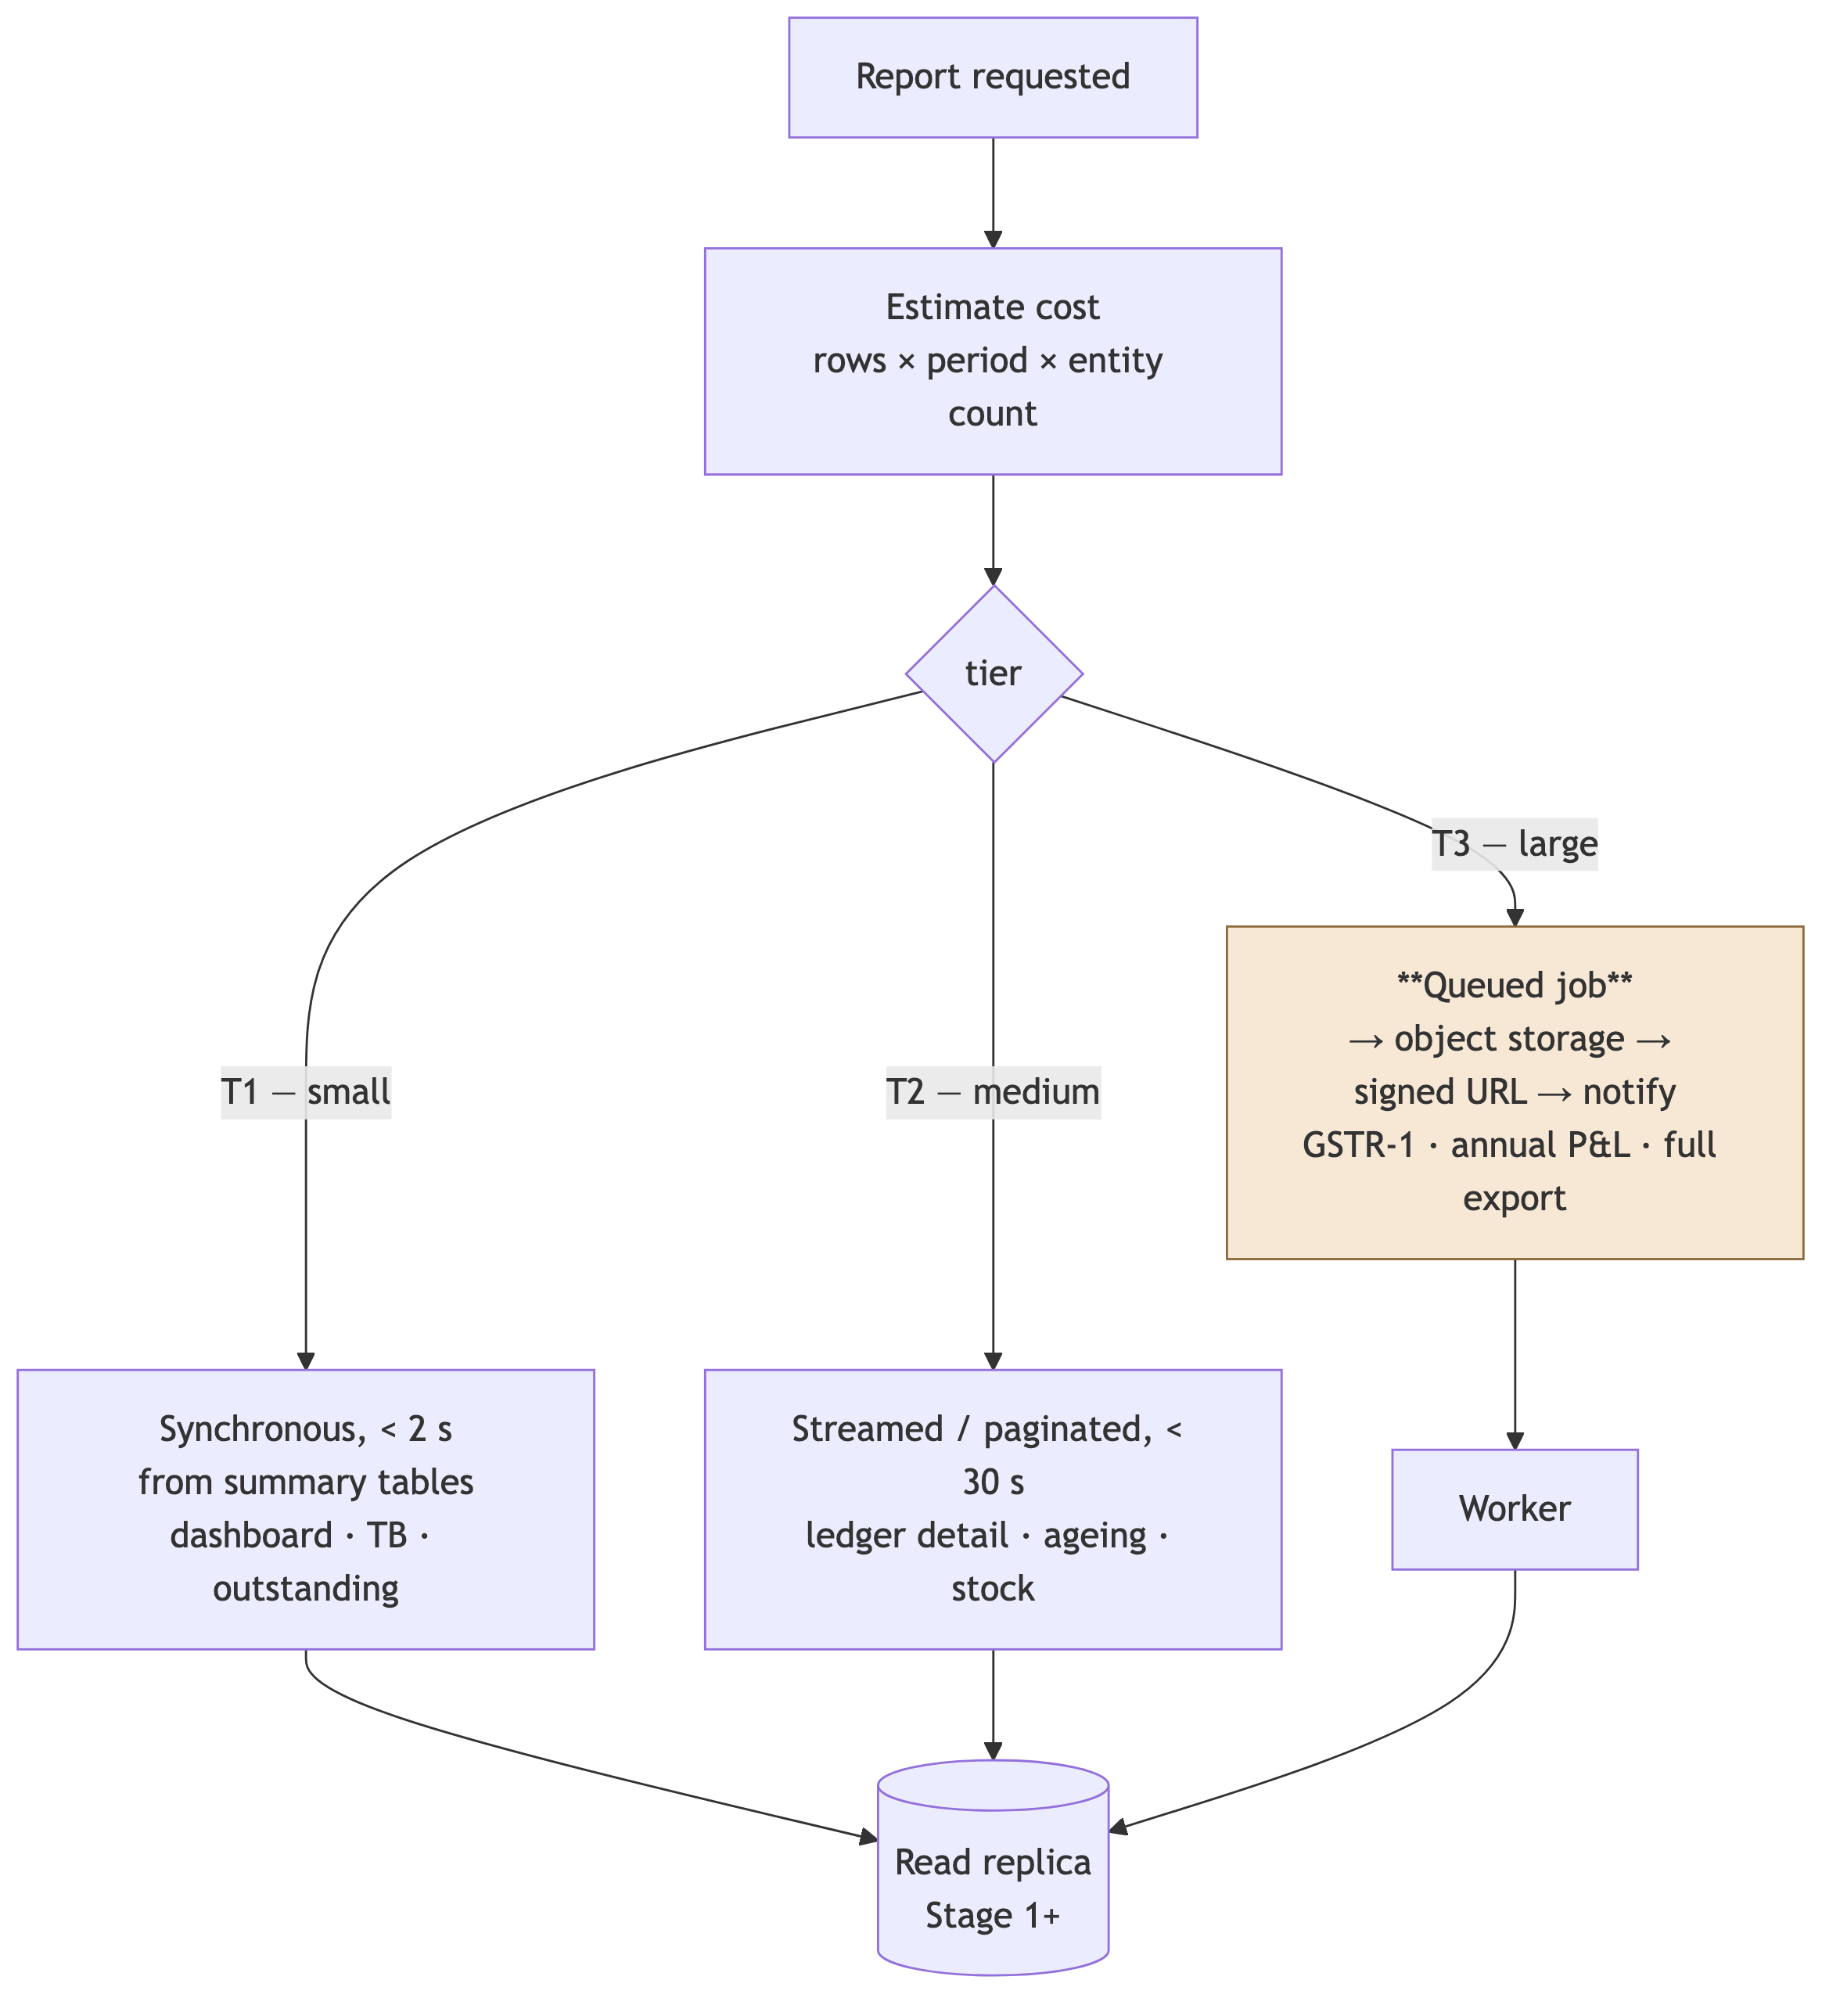 Report requested
Estimate cost
rows × period × entity
count
tier
T3 — large
**Queued job**
→ object storage →
signed URL → notify
GSTR-1 · annual P&L · full
export
T1 — small
T2 — medium
Synchronous, < 2 s
from summary tables
dashboard · TB ·
outstanding
Streamed / paginated, <
30 s
ledger detail · ageing ·
stock
Worker
Read replica
Stage 1+